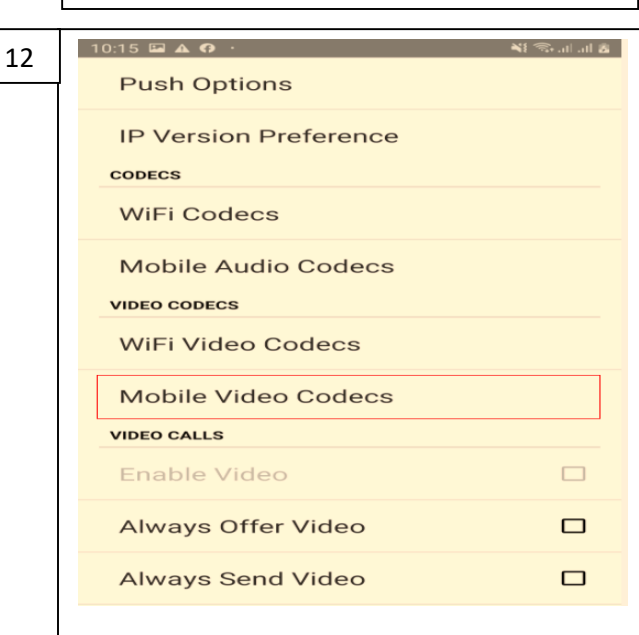 12
10:15
Push Options
IP Version Preference
CODECS
WiFi Codecs
Mobile Audio Codecs
VIDEO CODECS
WiFi Video Codecs
Mobile Video Codecs
VIDEO CALLS
Enable Video
Always Offer Video
Always Send Video